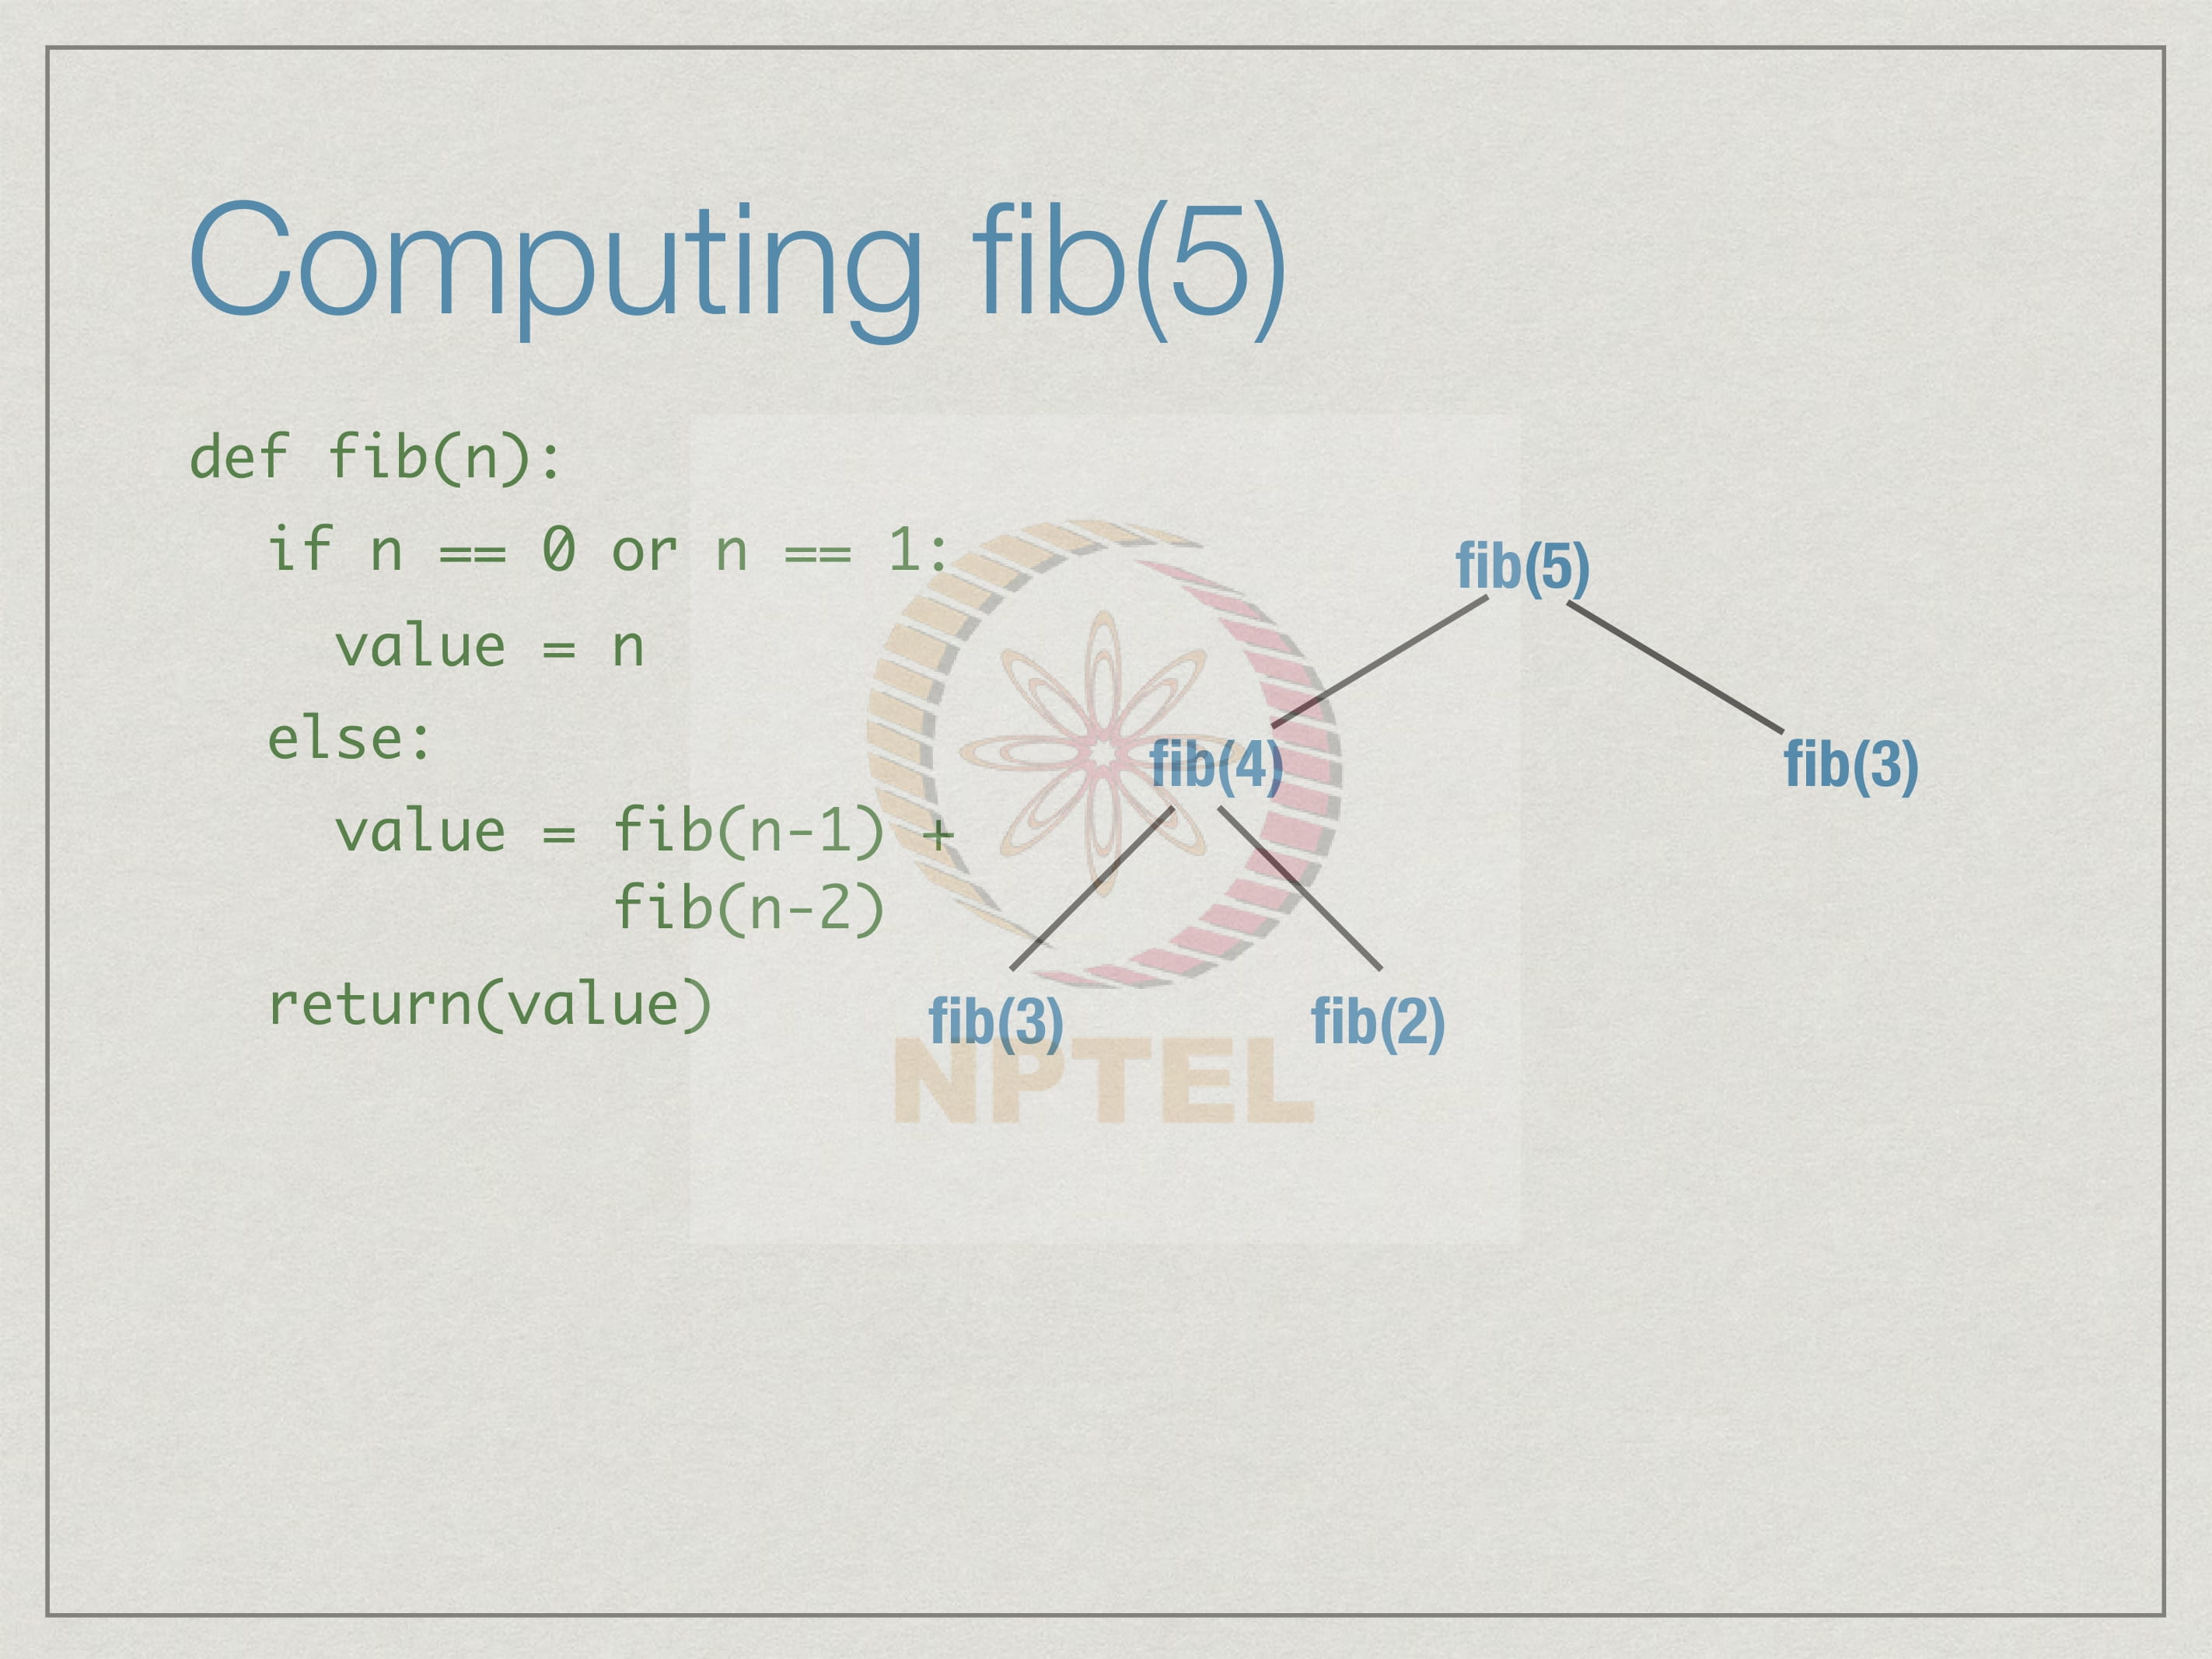 Computing fib(5)
def fib(n):
if n == 0 or n == 1:
value = n
else:
value = fib(n-1) +
fib(n-2)
return(value)
fib(5)
fib(4)
fib(3)
fib(3)
fib(2)
NPTEL